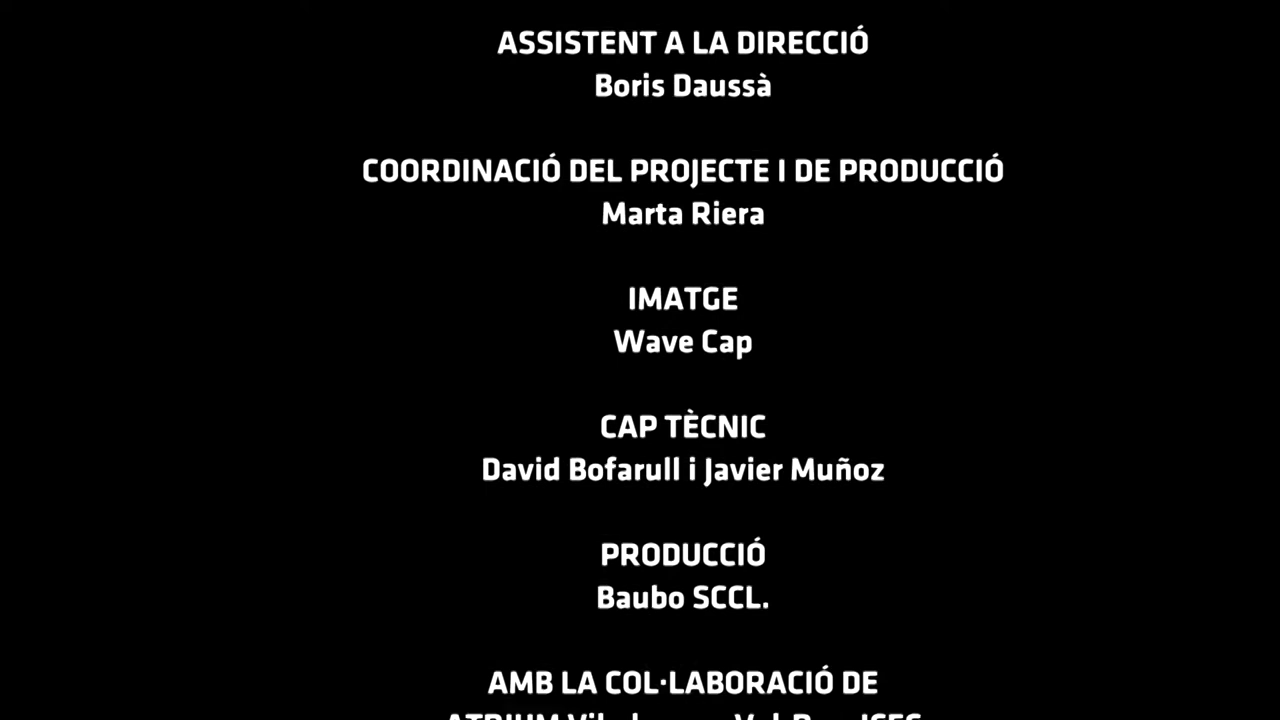 ASSISTENT A LA DIRECCIÓ
Boris Daussà
COORDINACIÓ DEL PROJECTE I DE PRODUCCIÓ
Marta Riera
IMATGE
Wave Cap
CAP TÈCNIC
David Bofarull i Javier Muñoz
PRODUCCIÓ
Baubo SCCL.
AMB LA COL·LABORACIÓ DE
ATRIUM